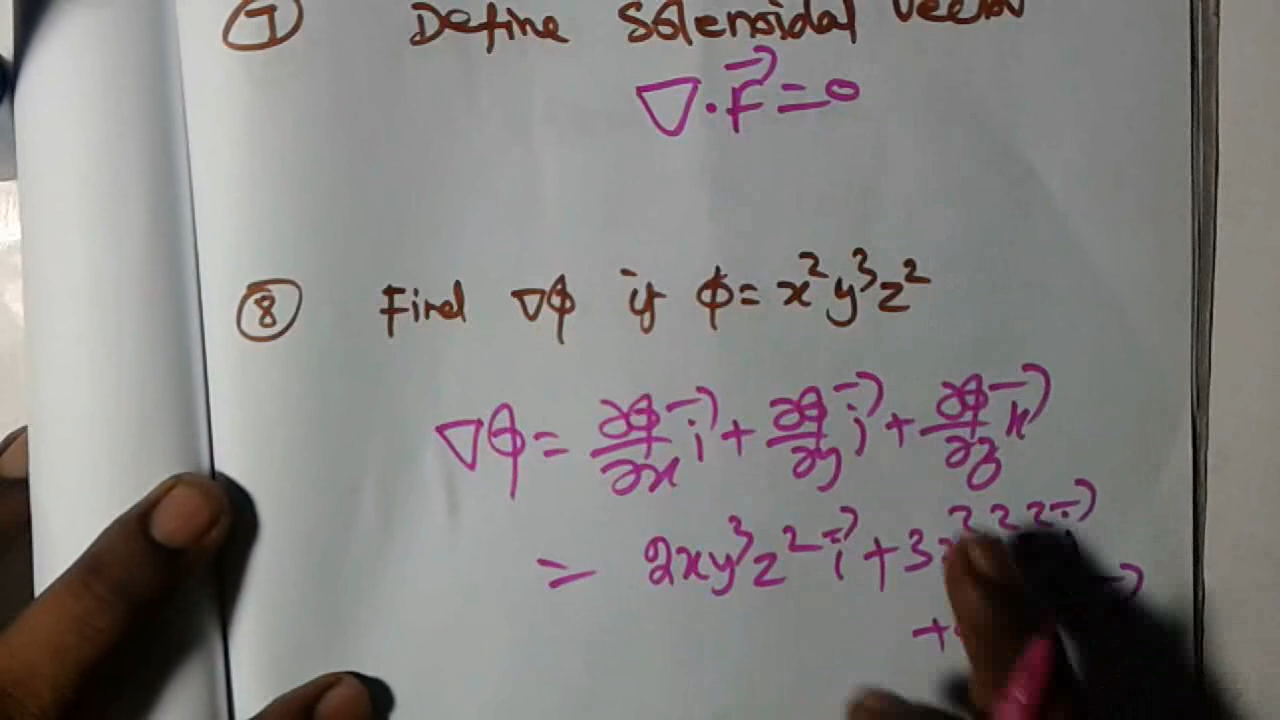 ⑦ Define Solenoidal Vector
∇·F⃗=0
⑧ Find ∇φ if φ=x²y³z²
∇φ = ∂φ/∂x i⃗ + ∂φ/∂y j⃗ + ∂φ/∂z k⃗
= 2xy³z² i⃗ + 3
+